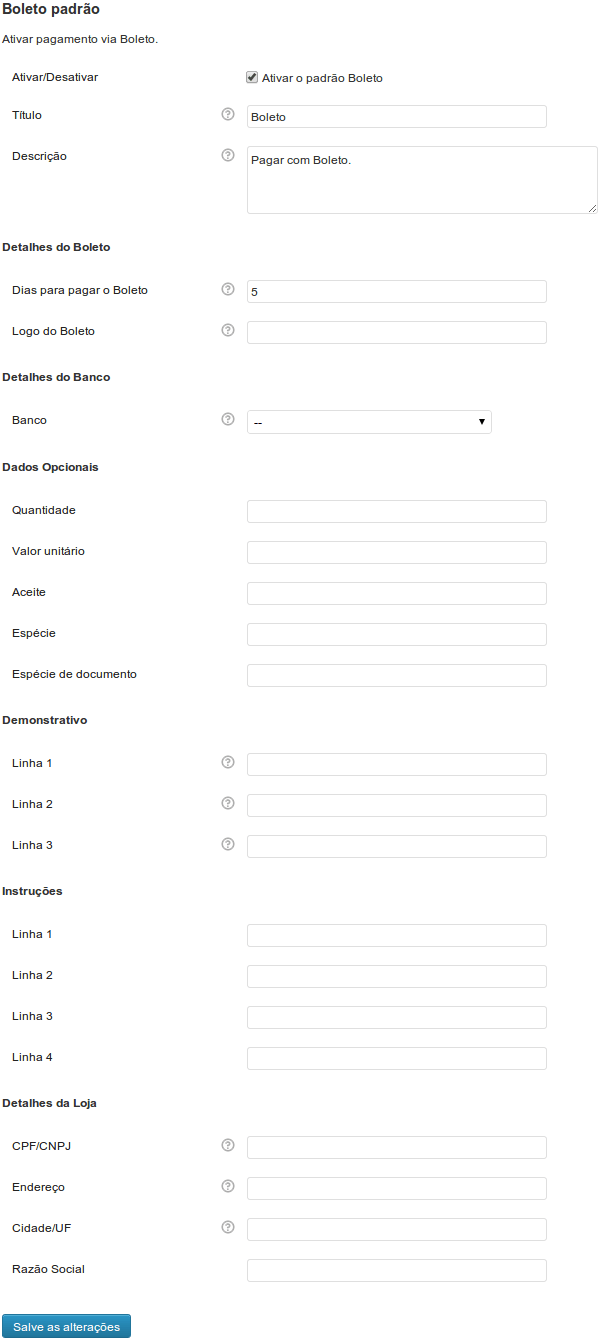 Boleto padrão
Ativar pagamento via Boleto.
Ativar/Desativar
Ativar o padrão Boleto
Título
Boleto
Descrição
Pagar com Boleto.
Detalhes do Boleto
Dias para pagar o Boleto
5
Logo do Boleto
Detalhes do Banco
Banco
--
Dados Opcionais
Quantidade
Valor unitário
Aceite
Espécie
Espécie de documento
Demonstrativo
Linha 1
Linha 2
Linha 3
Instruções
Linha 1
Linha 2
Linha 3
Linha 4
Detalhes da Loja
CPF/CNPJ
Endereço
Cidade/UF
Razão Social
Salve as alterações